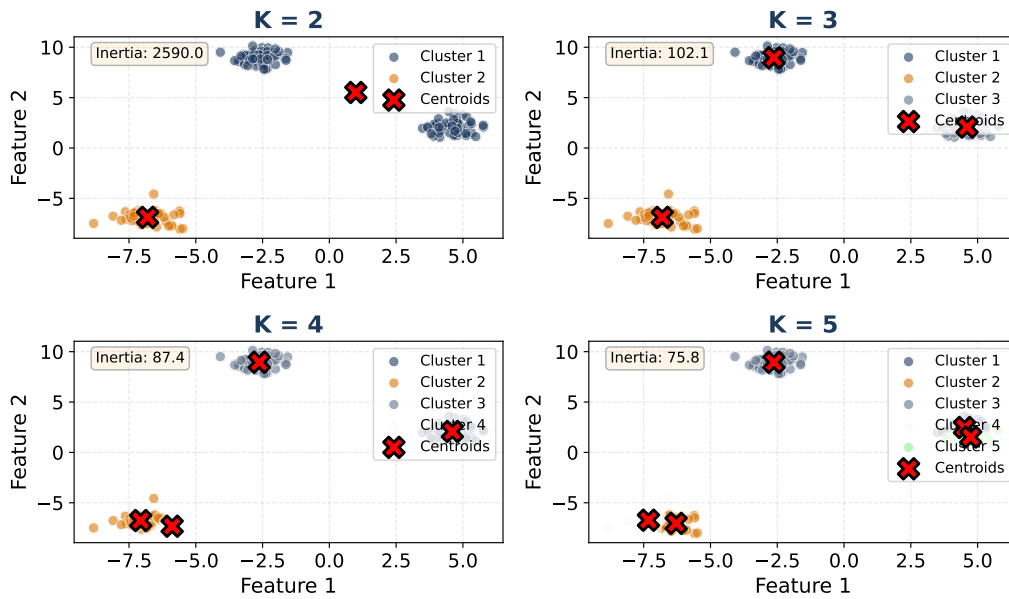 K = 2
Inertia: 2590.0
Cluster 1
Cluster 2
Centroids
10
5
0
−5
Feature 2
−7.5 −5.0 −2.5 0.0 2.5 5.0
Feature 1
K = 3
Inertia: 102.1
Cluster 1
Cluster 2
Cluster 3
Centroids
10
5
0
−5
Feature 2
−7.5 −5.0 −2.5 0.0 2.5 5.0
Feature 1
K = 4
Inertia: 87.4
Cluster 1
Cluster 2
Cluster 3
Cluster 4
Centroids
10
5
0
−5
Feature 2
−7.5 −5.0 −2.5 0.0 2.5 5.0
Feature 1
K = 5
Inertia: 75.8
Cluster 1
Cluster 2
Cluster 3
Cluster 4
Cluster 5
Centroids
10
5
0
−5
Feature 2
−7.5 −5.0 −2.5 0.0 2.5 5.0
Feature 1